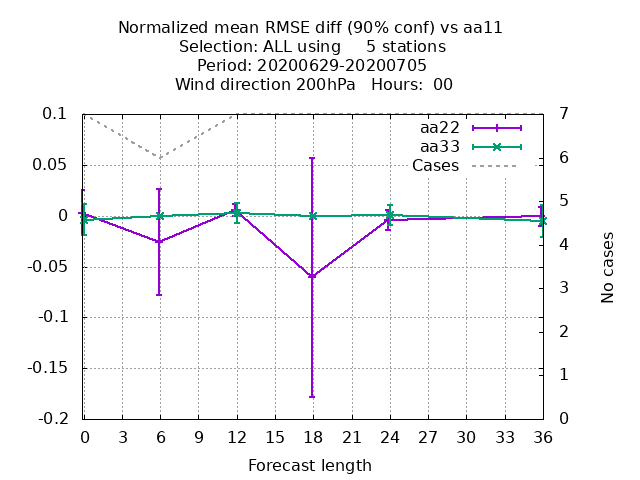 Normalized mean RMSE diff (90% conf) vs aa11
Selection: ALL using     5 stations
Period: 20200629-20200705
Wind direction 200hPa   Hours:  00
aa22
aa33
Cases
0.1
0.05
0
-0.05
-0.1
-0.15
-0.2
7
6
5
4
3
2
1
0
No cases
0 3 6 9 12 15 18 21 24 27 30 33 36
Forecast length